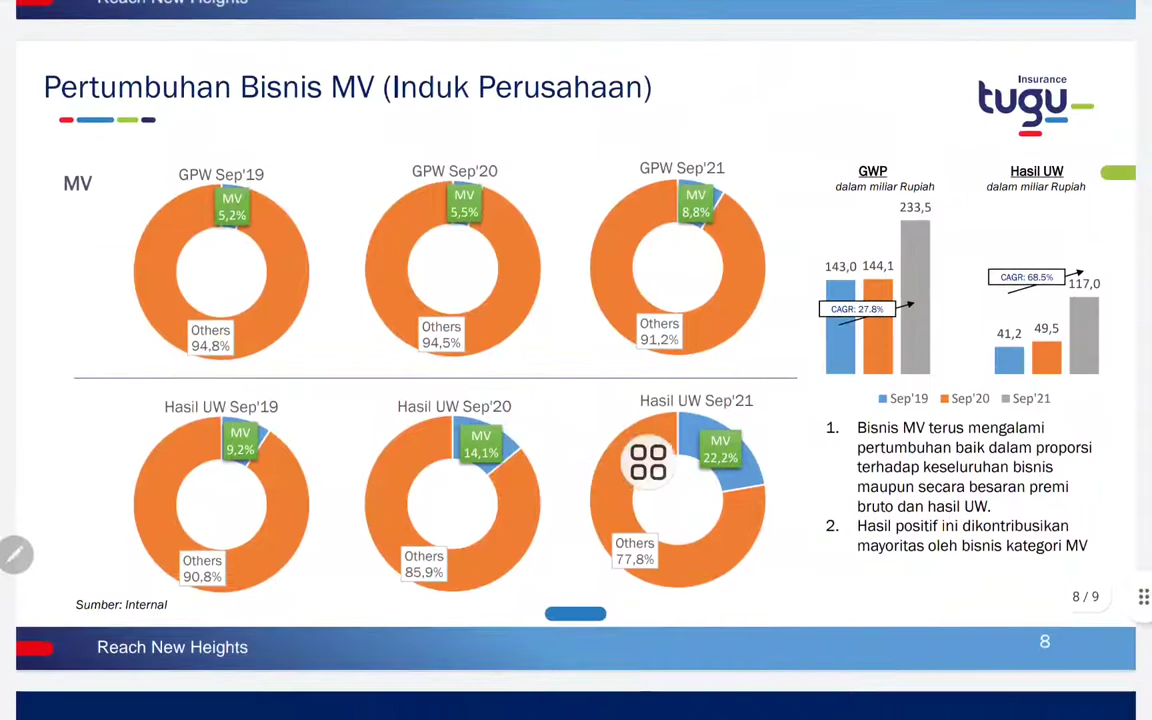 Reach New Heights
Pertumbuhan Bisnis MV (Induk Perusahaan)
Insurance
tugu
MV
GPW Sep'19
MV
5,2%
Others
94,8%
GPW Sep'20
MV
5,5%
Others
94,5%
GPW Sep'21
MV
8,8%
Others
91,2%
GWP
dalam miliar Rupiah
233,5
143,0
144,1
CAGR: 27.8%
Hasil UW
dalam miliar Rupiah
CAGR: 68.5%
117,0
41,2
49,5
Sep'19
Sep'20
Sep'21
Hasil UW Sep'19
MV
9,2%
Others
90,8%
Hasil UW Sep'20
MV
14,1%
Others
85,9%
Hasil UW Sep'21
MV
22,2%
Others
77,8%
1. Bisnis MV terus mengalami
pertumbuhan baik dalam proporsi
terhadap keseluruhan bisnis
maupun secara besaran premi
bruto dan hasil UW.
2. Hasil positif ini dikontribusikan
mayoritas oleh bisnis kategori MV
8 / 9
Sumber: Internal
Reach New Heights
8